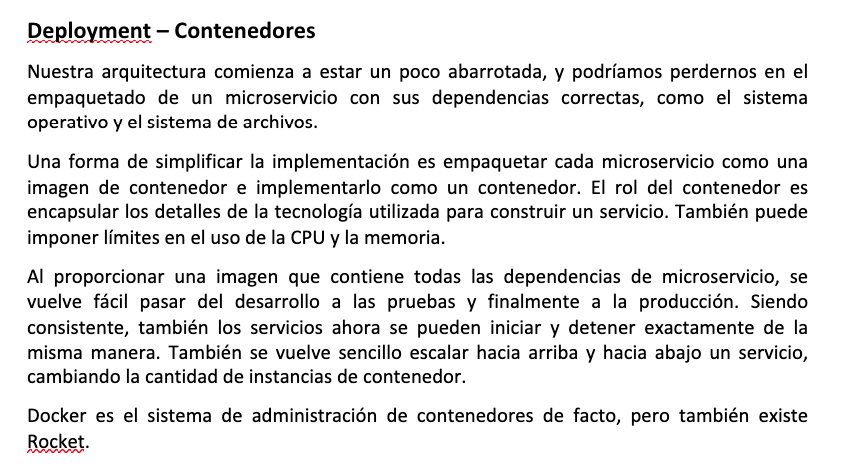 Deployment – Contenedores
Nuestra arquitectura comienza a estar un poco abarrotada, y podríamos perdernos en el
empaquetado de un microservicio con sus dependencias correctas, como el sistema
operativo y el sistema de archivos.
Una forma de simplificar la implementación es empaquetar cada microservicio como una
imagen de contenedor e implementarlo como un contenedor. El rol del contenedor es
encapsular los detalles de la tecnología utilizada para construir un servicio. También puede
imponer límites en el uso de la CPU y la memoria.
Al proporcionar una imagen que contiene todas las dependencias de microservicio, se
vuelve fácil pasar del desarrollo a las pruebas y finalmente a la producción. Siendo
consistente, también los servicios ahora se pueden iniciar y detener exactamente de la
misma manera. También se vuelve sencillo escalar hacia arriba y hacia abajo un servicio,
cambiando la cantidad de instancias de contenedor.
Docker es el sistema de administración de contenedores de facto, pero también existe
Rocket.